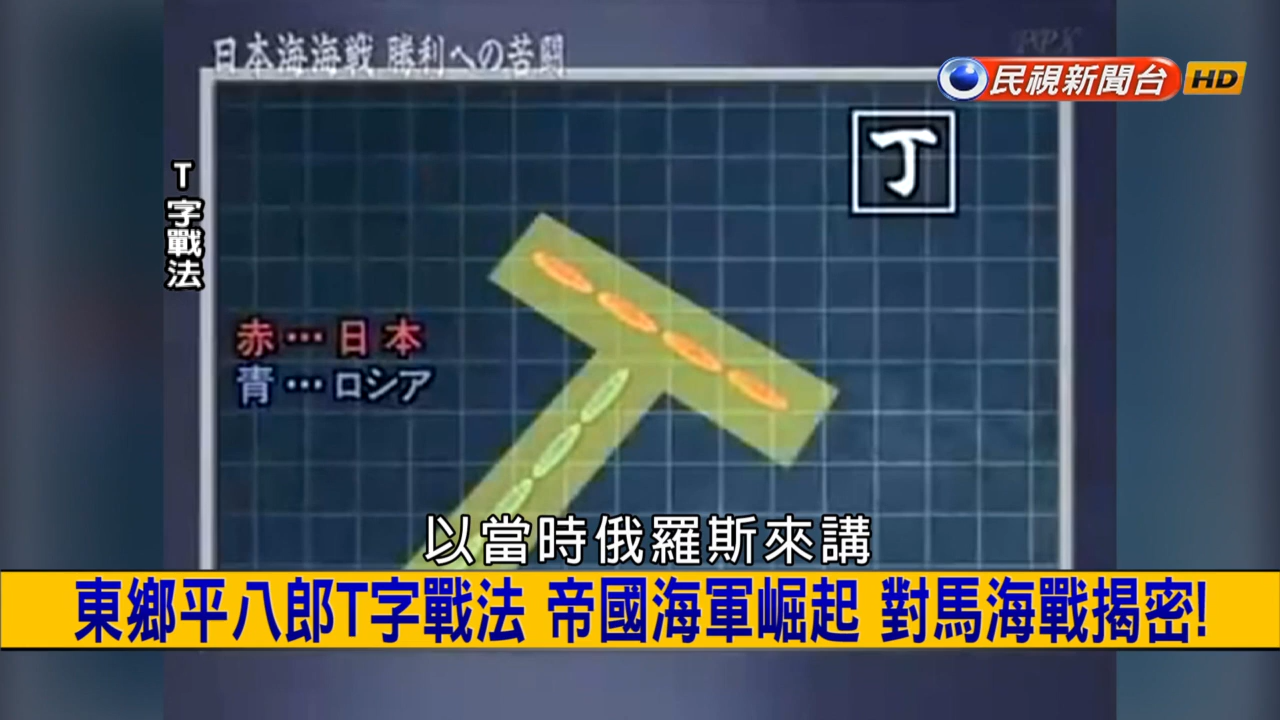 日本海海戦 勝利への苦闘
民視新聞台 HD
丁
T字戰法
赤…日本
青…ロシア
以當時俄羅斯來講
東鄉平八郎T字戰法 帝國海軍崛起 對馬海戰揭密!